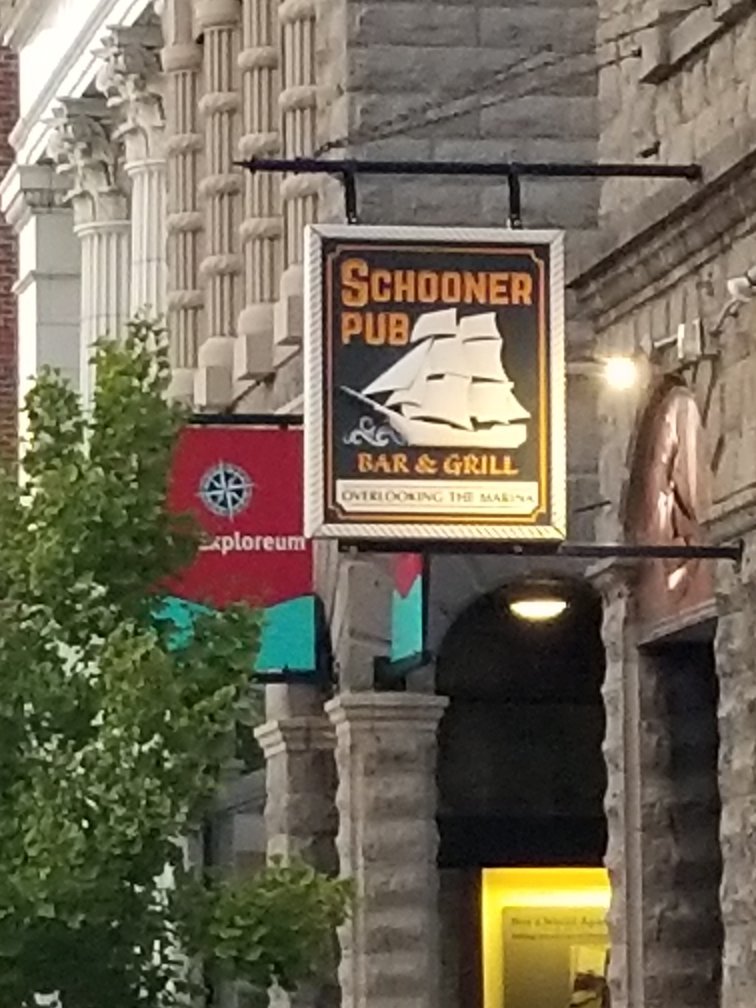 SCHOONER
PUB
BAR & GRILL
OVERLOOKING THE MARINA
Exploreum